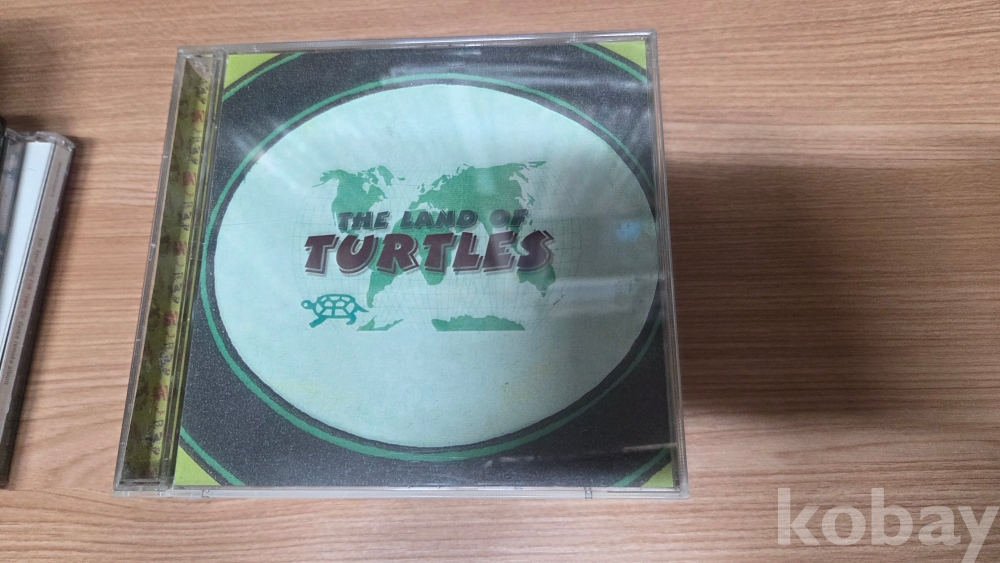 THE LAND OF
TURTLES
kobay